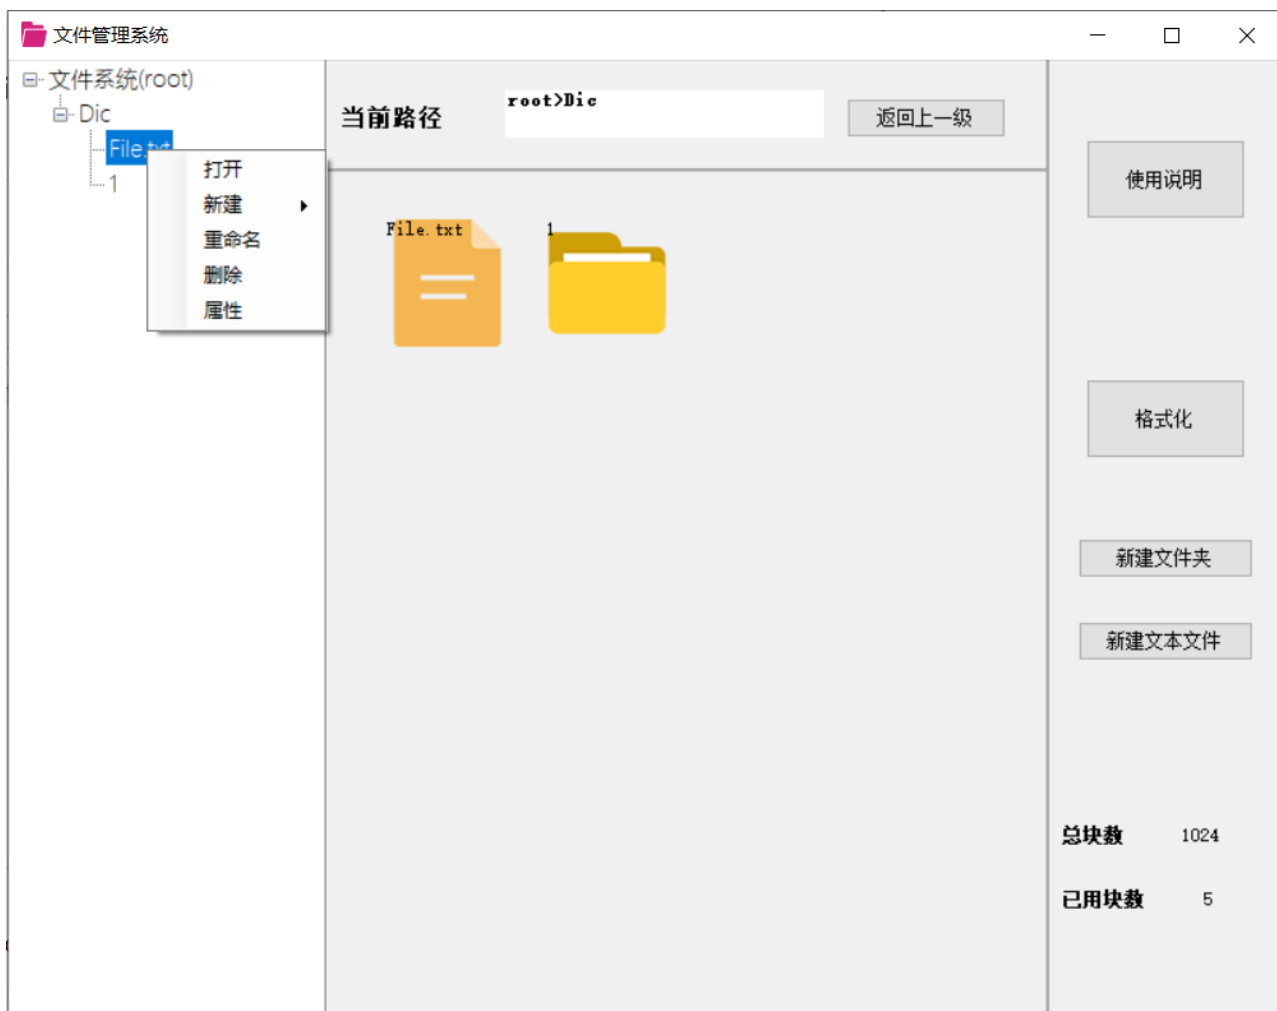 文件管理系统
文件系统(root)
Dic
File.txt
1
打开
新建
重命名
删除
属性
当前路径
root>Dic
返回上一级
File.txt
1
使用说明
格式化
新建文件夹
新建文本文件
总块数 1024
已用块数 5